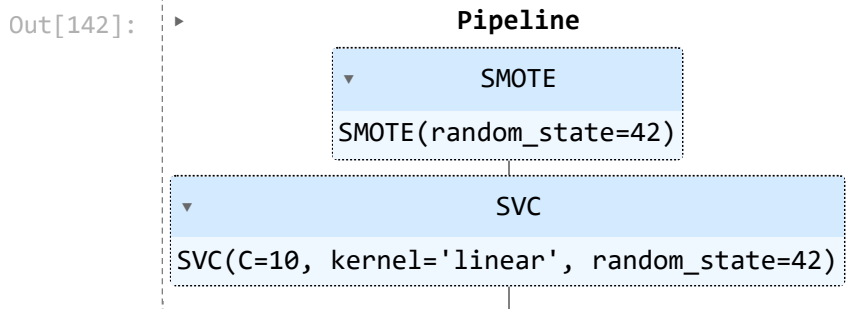 Out[142]:
Pipeline
SMOTE
SMOTE(random_state=42)
SVC
SVC(C=10, kernel='linear', random_state=42)